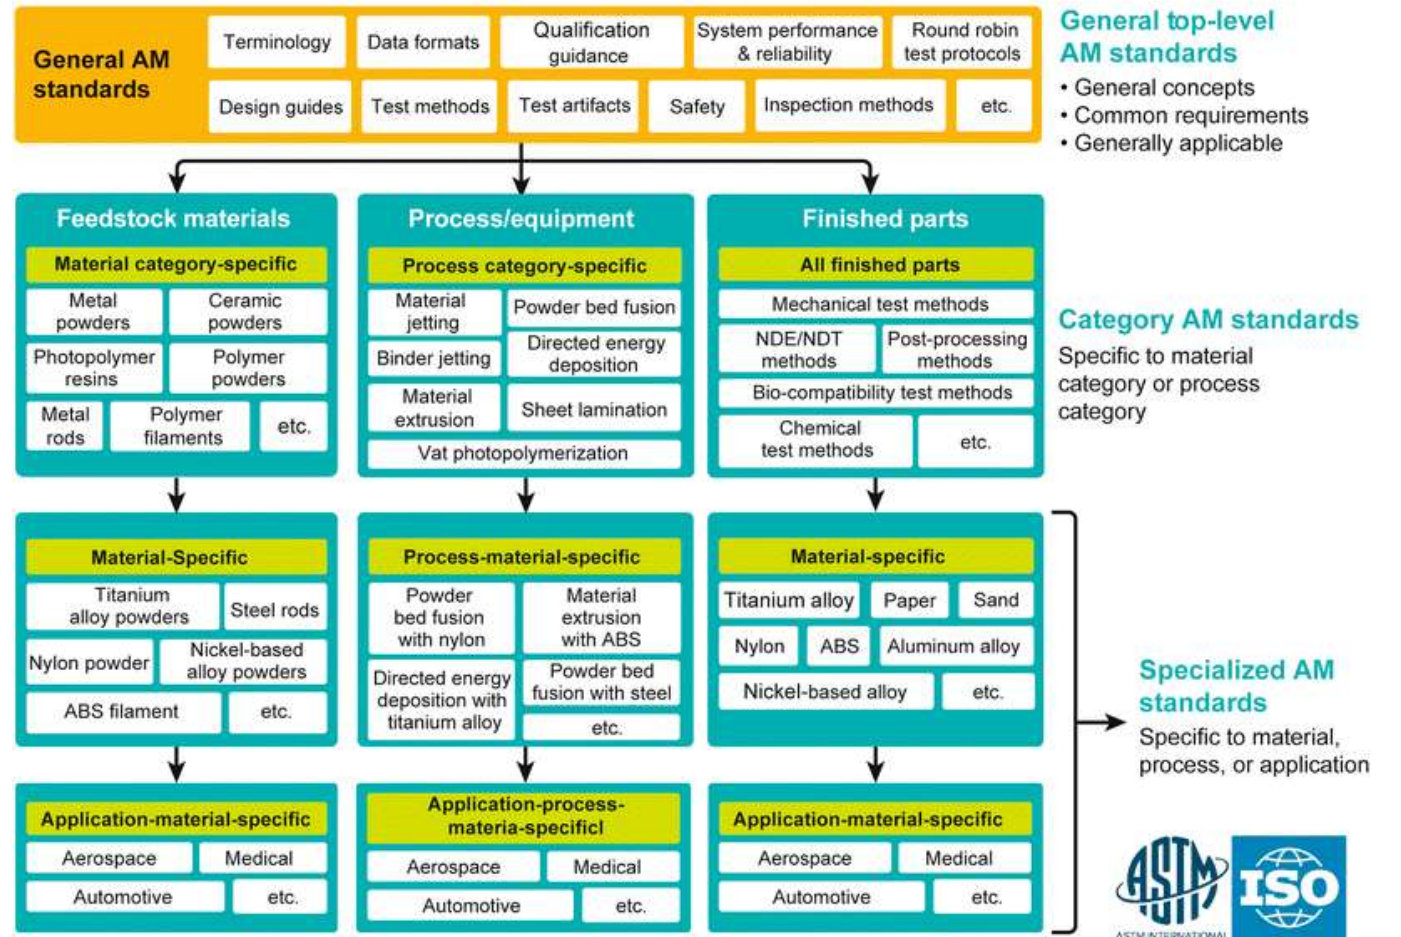 General AM
standards
Terminology
Data formats
Qualification
guidance
System performance
& reliability
Round robin
test protocols
Design guides
Test methods
Test artifacts
Safety
Inspection methods
etc.
General top-level
AM standards
• General concepts
• Common requirements
• Generally applicable
Feedstock materials
Material category-specific
Metal
powders
Ceramic
powders
Photopolymer
resins
Polymer
powders
Metal
rods
Polymer
filaments
etc.
Process/equipment
Process category-specific
Material
jetting
Powder bed fusion
Binder jetting
Directed energy
deposition
Material
extrusion
Sheet lamination
Vat photopolymerization
Finished parts
All finished parts
Mechanical test methods
NDE/NDT
methods
Post-processing
methods
Bio-compatibility test methods
Chemical
test methods
etc.
Category AM standards
Specific to material
category or process
category
Material-Specific
Titanium
alloy powders
Steel rods
Nylon powder
Nickel-based
alloy powders
ABS filament
etc.
Process-material-specific
Powder
bed fusion
with nylon
Material
extrusion
with ABS
Directed energy
deposition with
titanium alloy
Powder bed
fusion with steel
etc.
Material-specific
Titanium alloy
Paper
Sand
Nylon
ABS
Aluminum alloy
Nickel-based alloy
etc.
Specialized AM
standards
Specific to material,
process, or application
Application-material-specific
Aerospace
Medical
Automotive
etc.
Application-process-
materia-specificl
Aerospace
Medical
Automotive
etc.
Application-material-specific
Aerospace
Medical
Automotive
etc.
ASTM
ASTM INTERNATIONAL
ISO